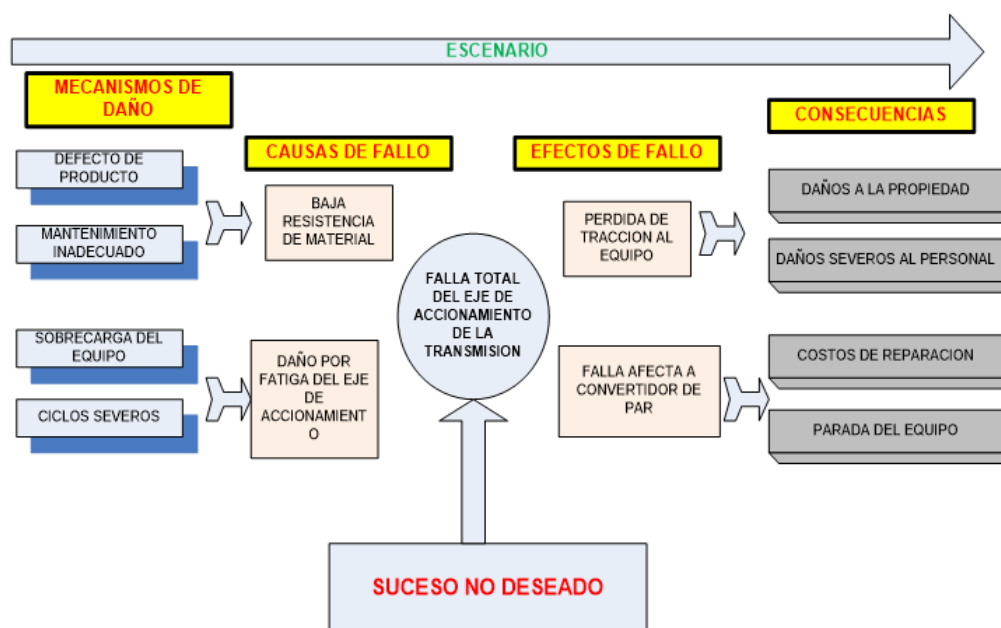 ESCENARIO
MECANISMOS DE
DAÑO
CONSECUENCIAS
CAUSAS DE FALLO
EFECTOS DE FALLO
DEFECTO DE
PRODUCTO
MANTENIMIENTO
INADECUADO
BAJA
RESISTENCIA
DE MATERIAL
SOBRECARGA DEL
EQUIPO
CICLOS SEVEROS
DAÑO POR
FATIGA DEL EJE
DE
ACCIONAMIENT
O
FALLA TOTAL
DEL EJE DE
ACCIONAMIENTO
DE LA
TRANSMISION
PERDIDA DE
TRACCION AL
EQUIPO
FALLA AFECTA A
CONVERTIDOR DE
PAR
DAÑOS A LA PROPIEDAD
DAÑOS SEVEROS AL PERSONAL
COSTOS DE REPARACION
PARADA DEL EQUIPO
SUCESO NO DESEADO